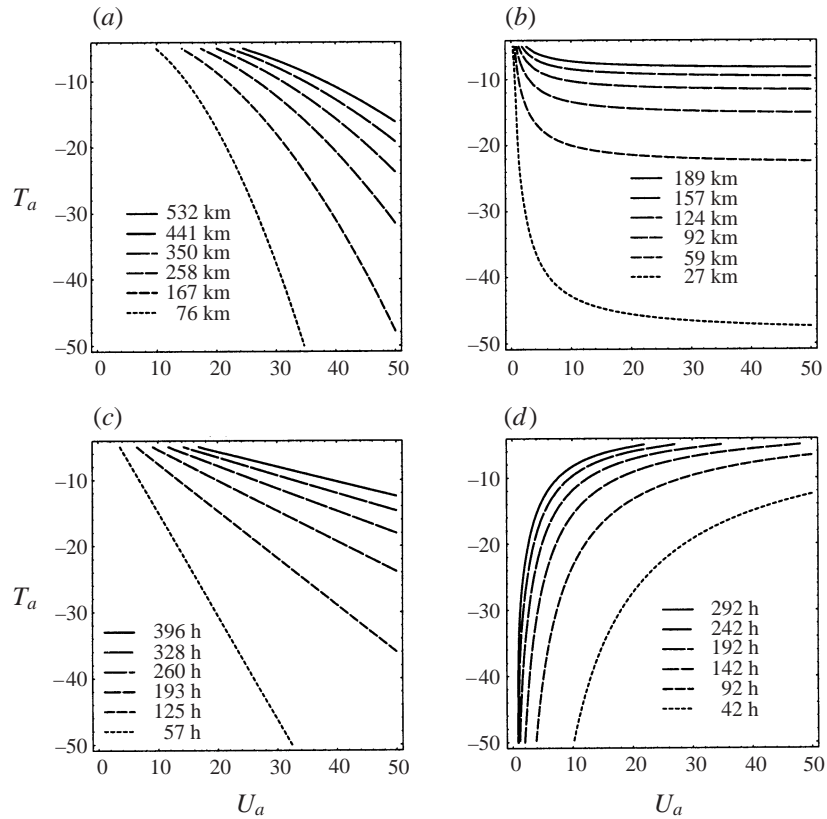 (a)
−10
−20
T_a
−30
−40
−50
532 km
441 km
350 km
258 km
167 km
76 km
0 10 20 30 40 50
(b)
−10
−20
−30
−40
−50
189 km
157 km
124 km
92 km
59 km
27 km
0 10 20 30 40 50
(c)
−10
−20
T_a
−30
−40
−50
396 h
328 h
260 h
193 h
125 h
57 h
0 10 20 30 40 50
U_a
(d)
−10
−20
−30
−40
−50
292 h
242 h
192 h
142 h
92 h
42 h
0 10 20 30 40 50
U_a